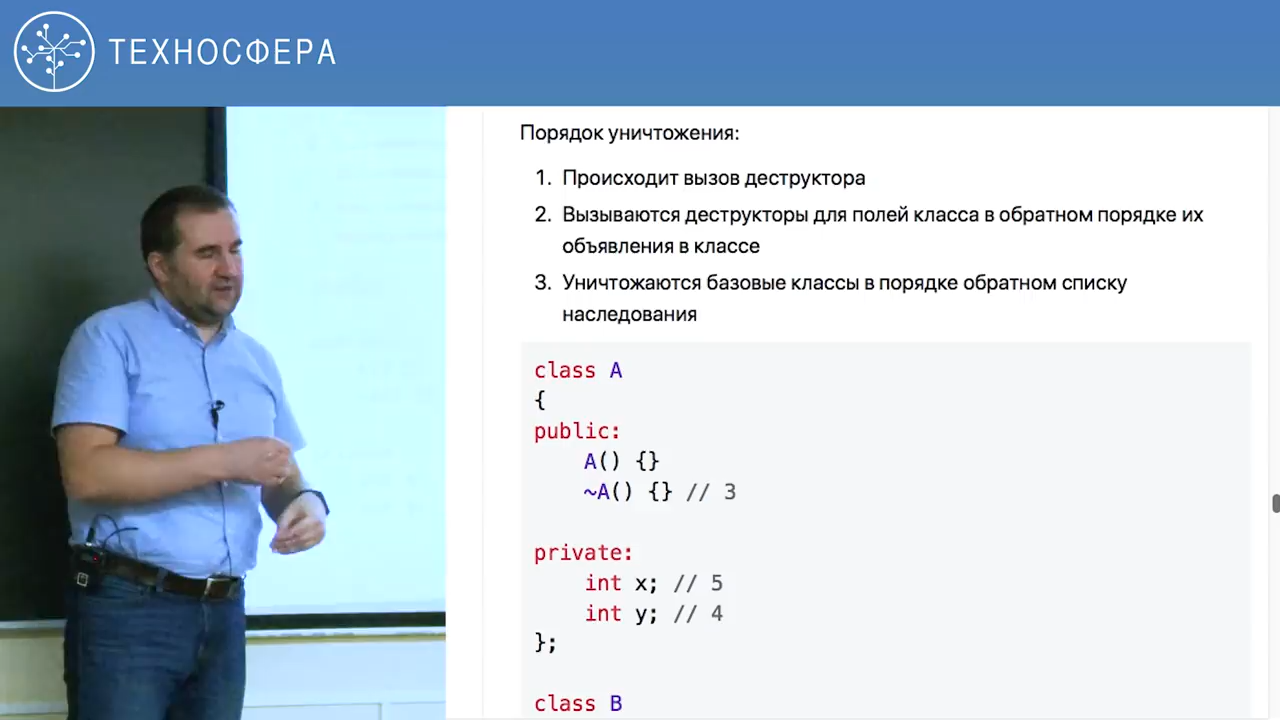 ТЕХНОСФЕРА
Порядок уничтожения:
1. Происходит вызов деструктора
2. Вызываются деструкторы для полей класса в обратном порядке их
объявления в классе
3. Уничтожаются базовые классы в порядке обратном списку
наследования
class A
{
public:
A() {}
~A() {} // 3
private:
int x; // 5
int y; // 4
};
class B